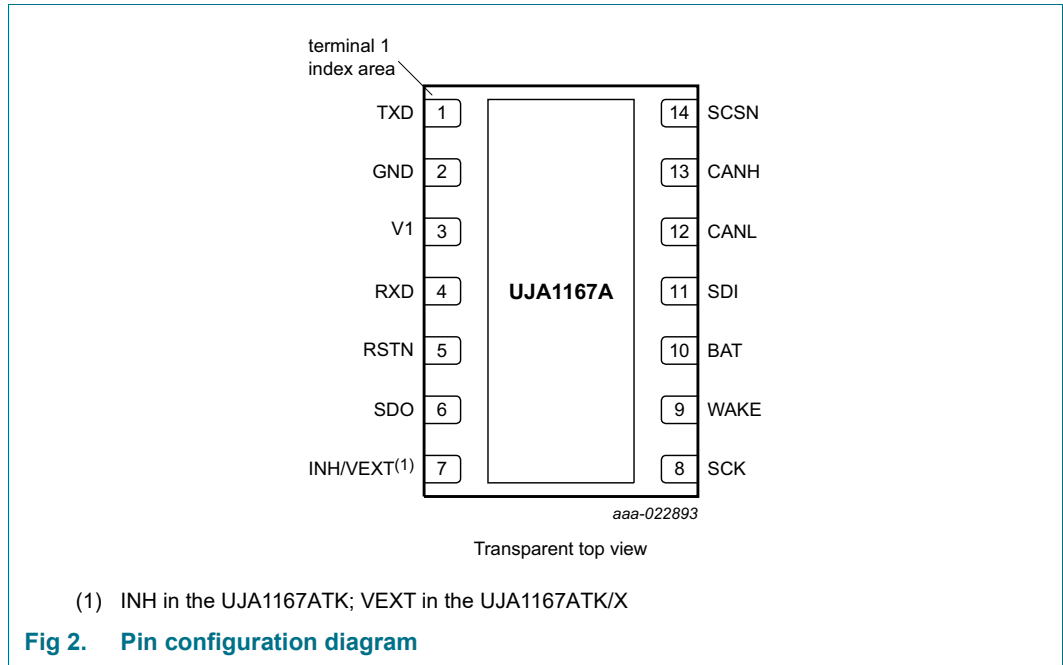 terminal 1
index area
TXD 1 14 SCSN
GND 2 13 CANH
V1 3 12 CANL
RXD 4 UJA1167A 11 SDI
RSTN 5 10 BAT
SDO 6 9 WAKE
INH/VEXT(1) 7 8 SCK
aaa-022893
Transparent top view
(1) INH in the UJA1167ATK; VEXT in the UJA1167ATK/X
Fig 2. Pin configuration diagram